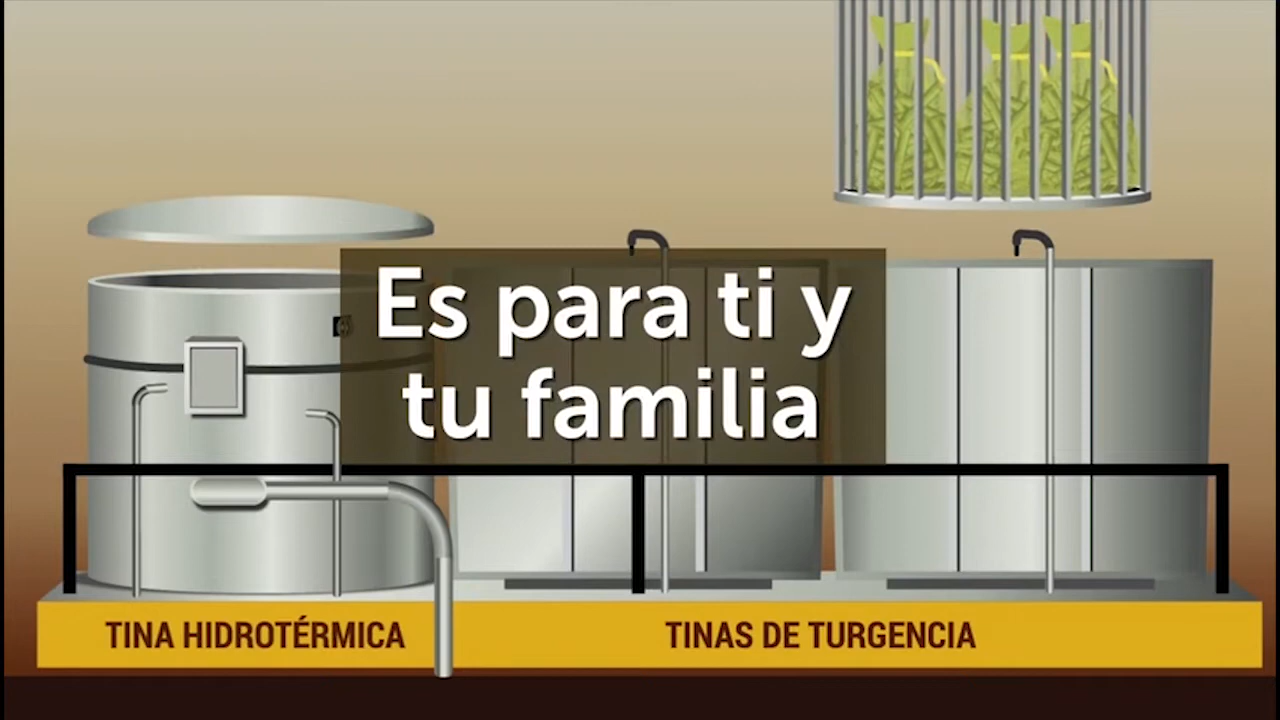 Es para ti y
tu familia
TINA HIDROTÉRMICA
TINAS DE TURGENCIA